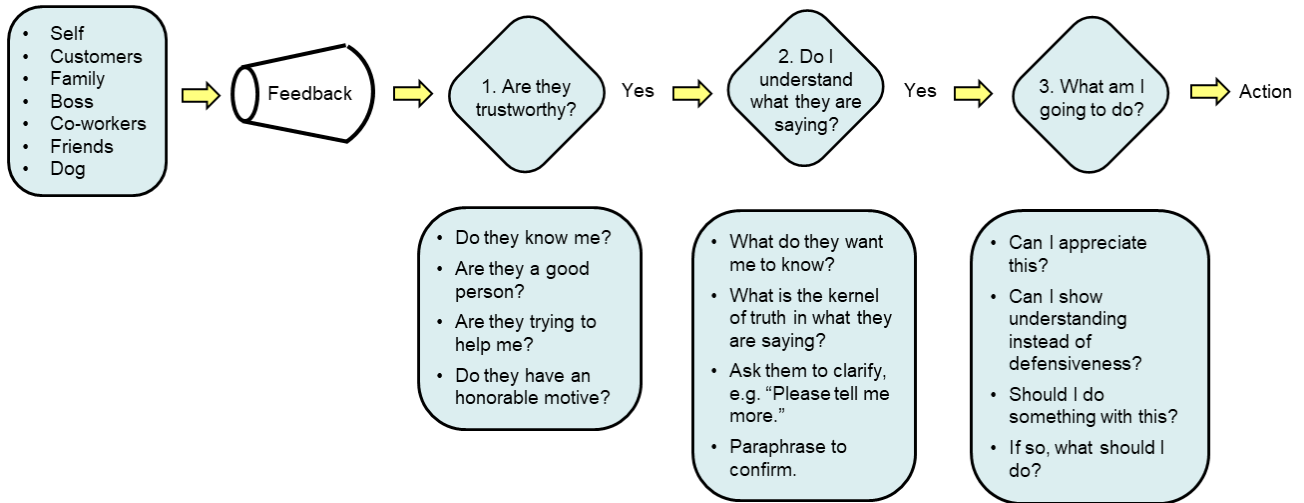 • Self
• Customers
• Family
• Boss
• Co-workers
• Friends
• Dog
Feedback
1. Are they
trustworthy?
Yes
2. Do I
understand
what they are
saying?
Yes
3. What am I
going to do?
Action
• Do they know me?
• Are they a good
person?
• Are they trying to
help me?
• Do they have an
honorable motive?
• What do they want
me to know?
• What is the kernel
of truth in what they
are saying?
• Ask them to clarify,
e.g. “Please tell me
more.”
• Paraphrase to
confirm.
• Can I appreciate
this?
• Can I show
understanding
instead of
defensiveness?
• Should I do
something with this?
• If so, what should I
do?